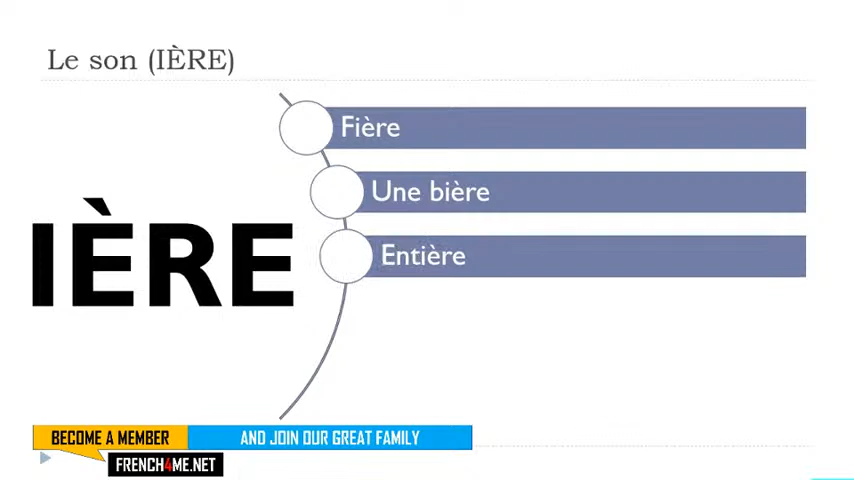 Le son (IÈRE)
Fière
Une bière
IÈRE
Entière
BECOME A MEMBER
AND JOIN OUR GREAT FAMILY
FRENCH4ME.NET